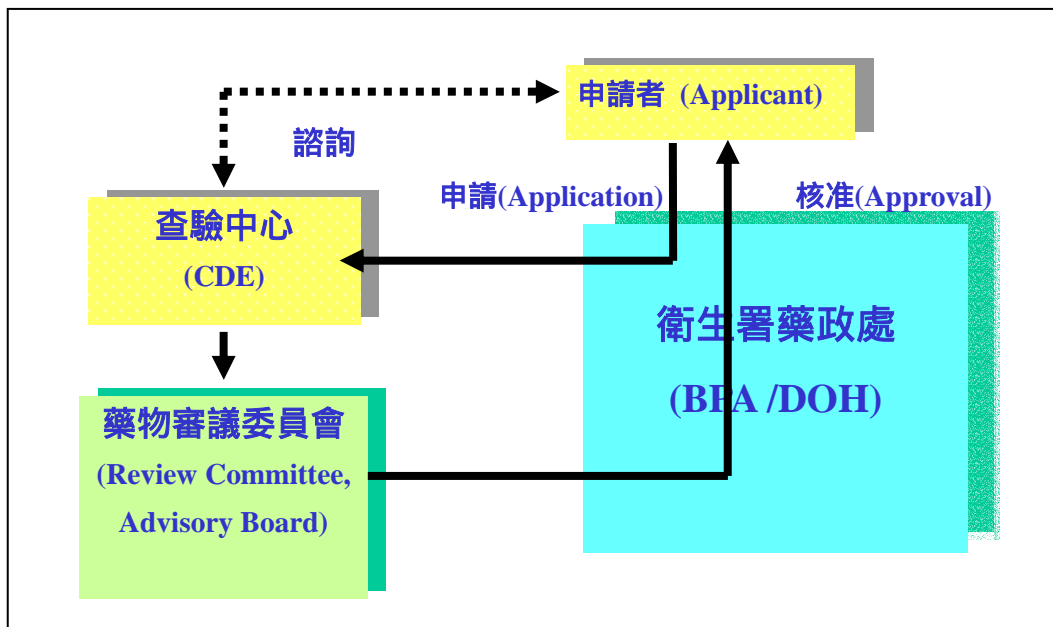 申請者 (Applicant)
諮詢
申請(Application)
核准(Approval)
查驗中心
(CDE)
衛生署藥政處
(BPA /DOH)
藥物審議委員會
(Review Committee,
Advisory Board)